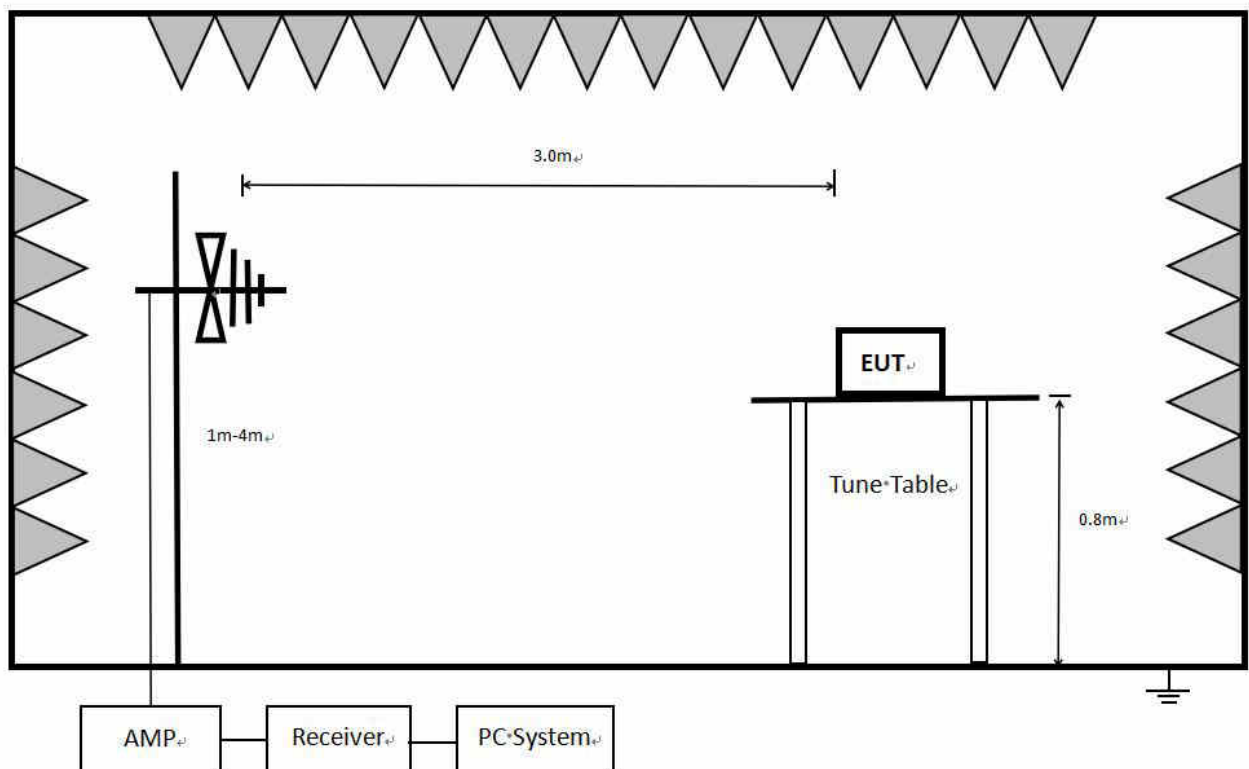 3.0m
EUT
1m-4m
Tune Table
0.8m
AMP
Receiver
PC System